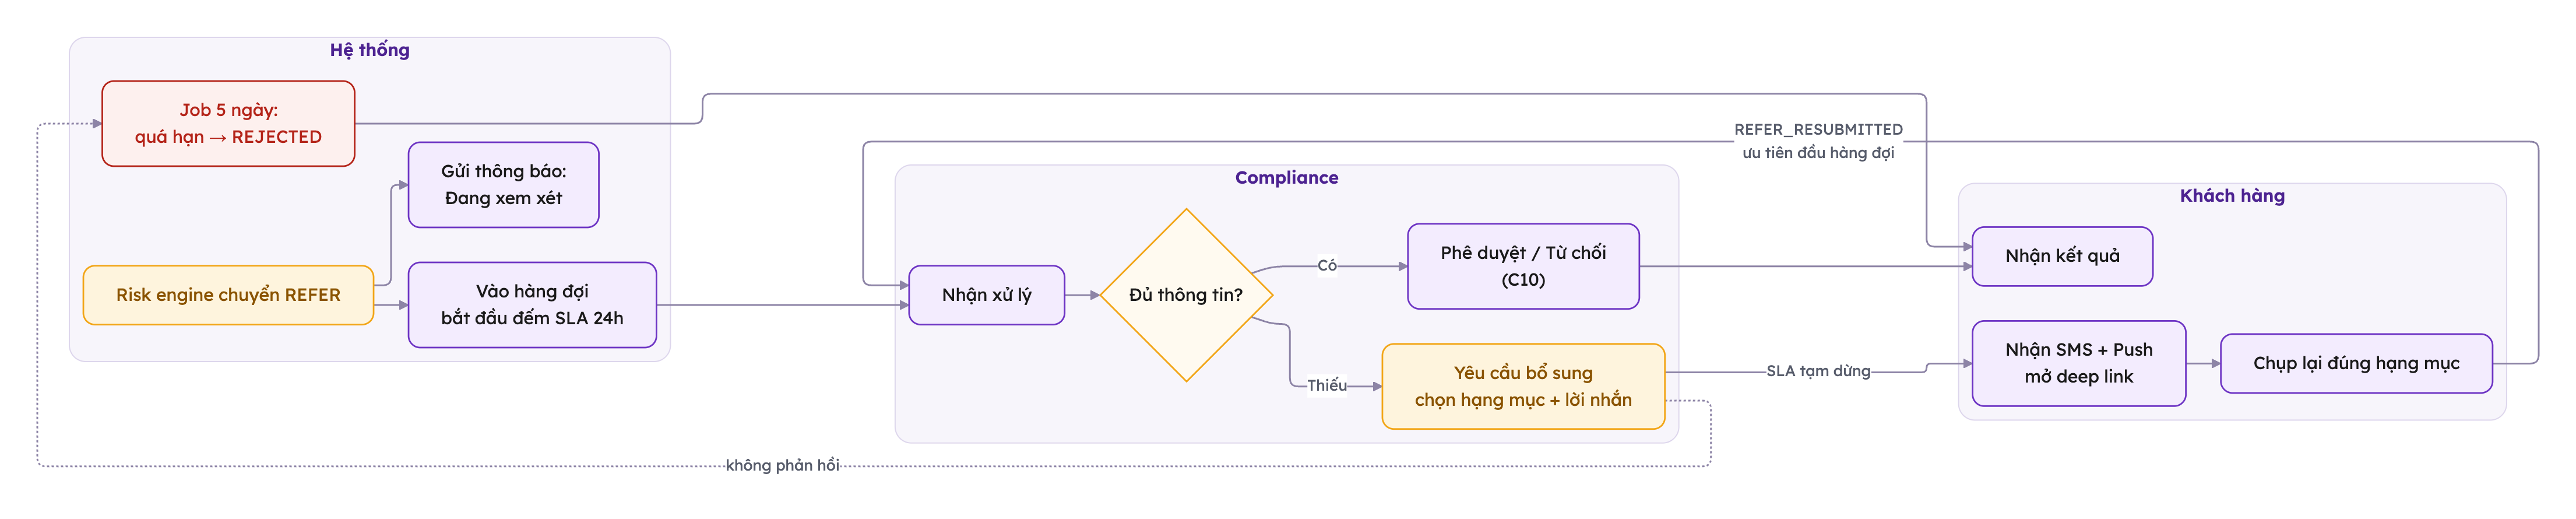 Hệ thống
Job 5 ngày:
quá hạn → REJECTED
Gửi thông báo:
Đang xem xét
Risk engine chuyển REFER
Vào hàng đợi
bắt đầu đếm SLA 24h
Compliance
Nhận xử lý
Đủ thông tin?
Có
Phê duyệt / Từ chối
(C10)
Thiếu
Yêu cầu bổ sung
chọn hạng mục + lời nhắn
REFER_RESUBMITTED
ưu tiên đầu hàng đợi
SLA tạm dừng
không phản hồi
Khách hàng
Nhận kết quả
Nhận SMS + Push
mở deep link
Chụp lại đúng hạng mục